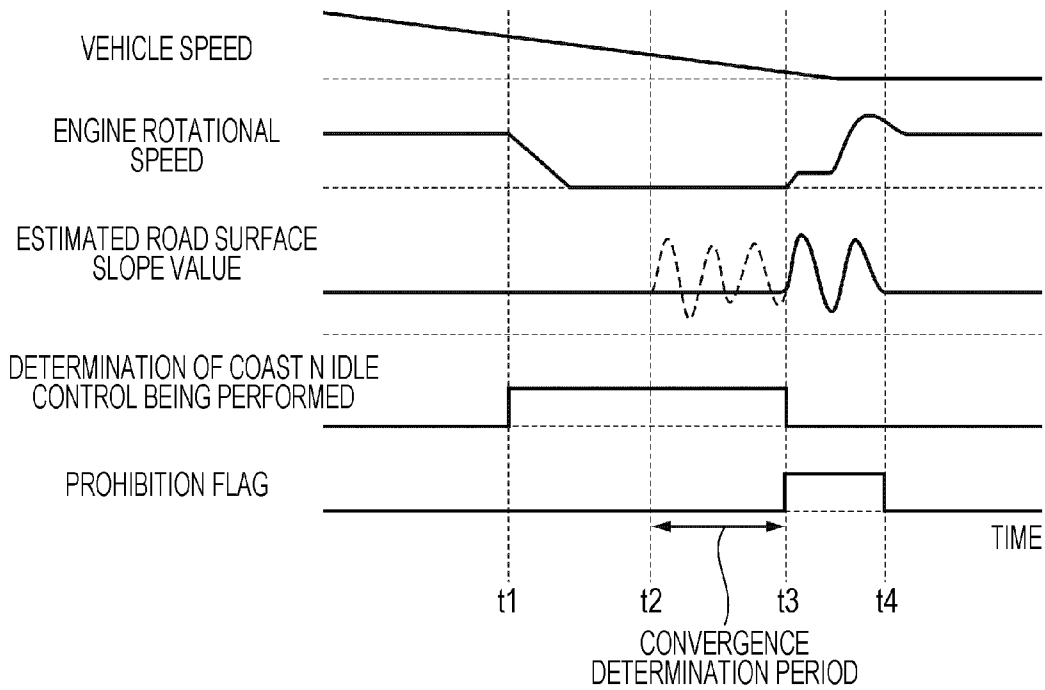 VEHICLE SPEED
ENGINE ROTATIONAL
SPEED
ESTIMATED ROAD SURFACE
SLOPE VALUE
DETERMINATION OF COAST N IDLE
CONTROL BEING PERFORMED
PROHIBITION FLAG
TIME
t1
t2
t3
t4
CONVERGENCE
DETERMINATION PERIOD